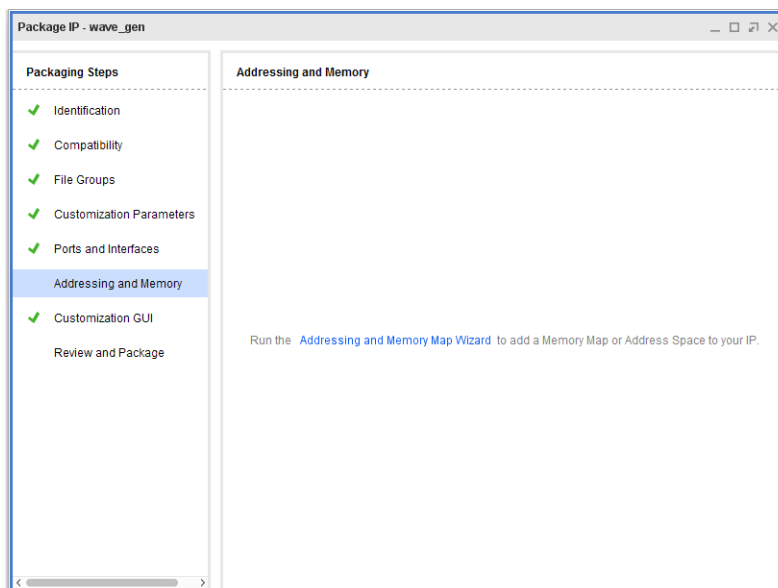 Package IP - wave_gen
Packaging Steps
Identification
Compatibility
File Groups
Customization Parameters
Ports and Interfaces
Addressing and Memory
Customization GUI
Review and Package
Addressing and Memory
Run the Addressing and Memory Map Wizard to add a Memory Map or Address Space to your IP.